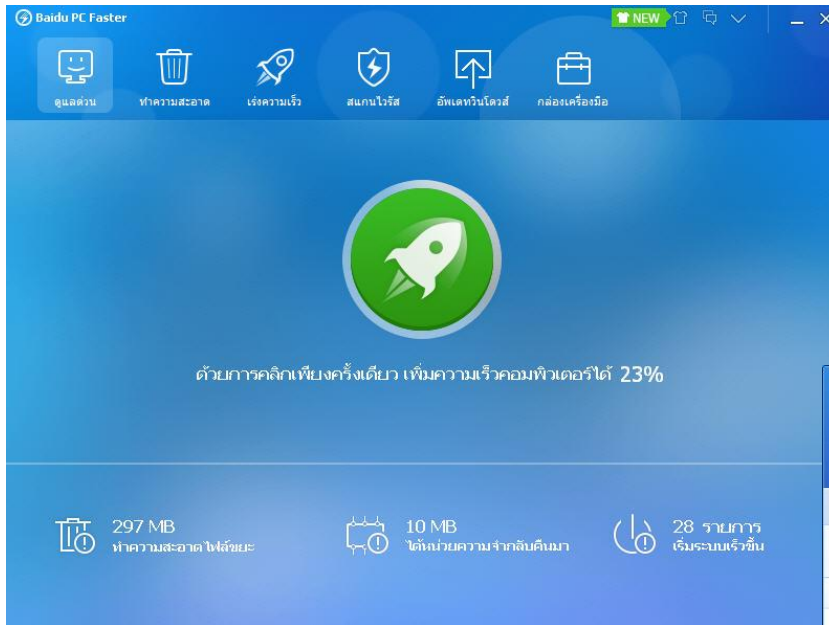 Baidu PC Faster
NEW
ดูแลด่วน
ทำความสะอาด
เร่งความเร็ว
สแกนไวรัส
อัพเดทวินโดวส์
กล่องเครื่องมือ
ด้วยการคลิกเพียงครั้งเดียว เพิ่มความเร็วคอมพิวเตอร์ได้ 23%
297 MB
ทำความสะอาดไฟล์ขยะ
10 MB
ได้หน่วยความจำกลับคืนมา
28 รายการ
เริ่มระบบเร็วขึ้น